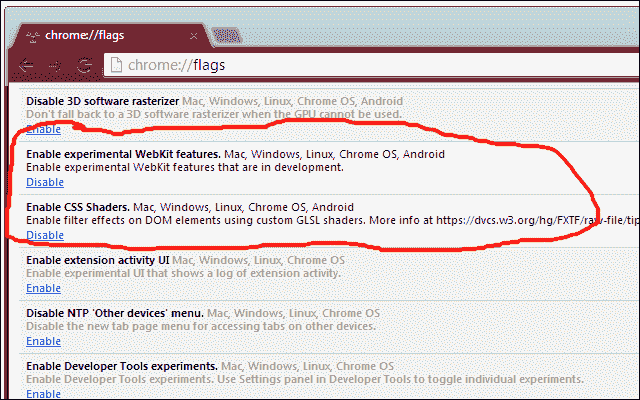 chrome://flags
chrome://flags
Disable 3D software rasterizer Mac, Windows, Linux, Chrome OS, Android
Don't fall back to a 3D software rasterizer when the GPU cannot be used.
Enable
Enable experimental WebKit features. Mac, Windows, Linux, Chrome OS, Android
Enable experimental WebKit features that are in development.
Disable
Enable CSS Shaders. Mac, Windows, Linux, Chrome OS, Android
Enable filter effects on DOM elements using custom GLSL shaders. More info at https://dvcs.w3.org/hg/FXTF/raw-file/tip
Disable
Enable extension activity UI Mac, Windows, Linux, Chrome OS
Enable experimental UI that shows a log of extension activity.
Enable
Disable NTP 'Other devices' menu. Mac, Windows, Linux, Chrome OS
Disable the new tab page menu for accessing tabs on other devices.
Enable
Enable Developer Tools experiments. Mac, Windows, Linux, Chrome OS
Enable Developer Tools experiments. Use Settings panel in Developer Tools to toggle individual experiments.
Enable